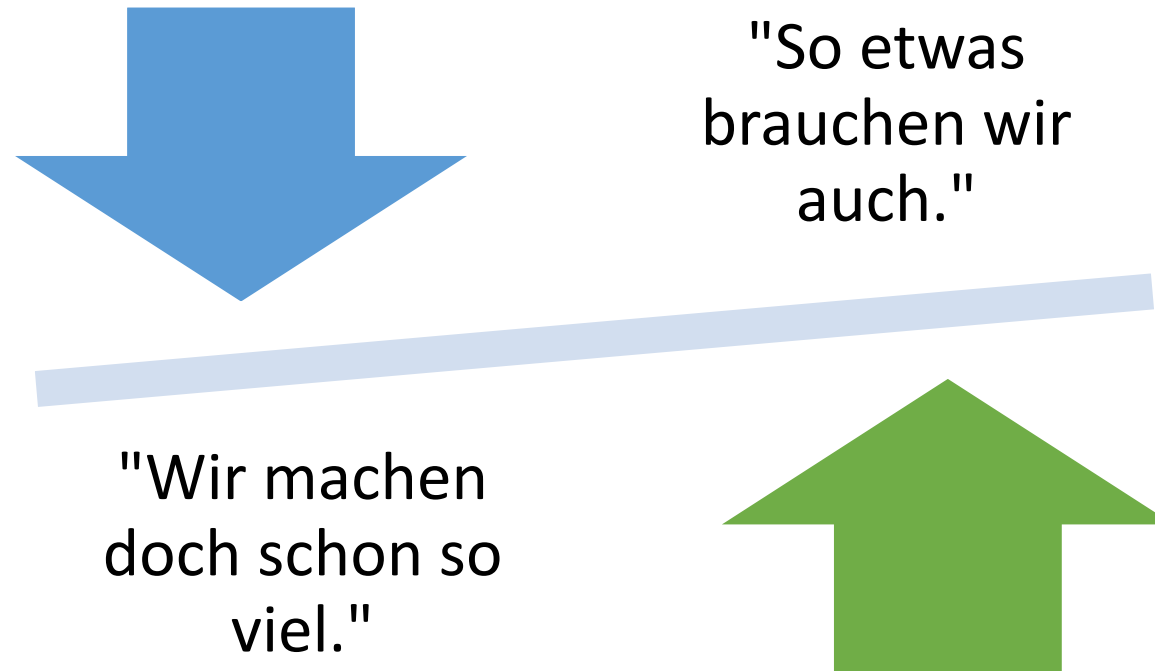 "So etwas
brauchen wir
auch."
"Wir machen
doch schon so
viel."